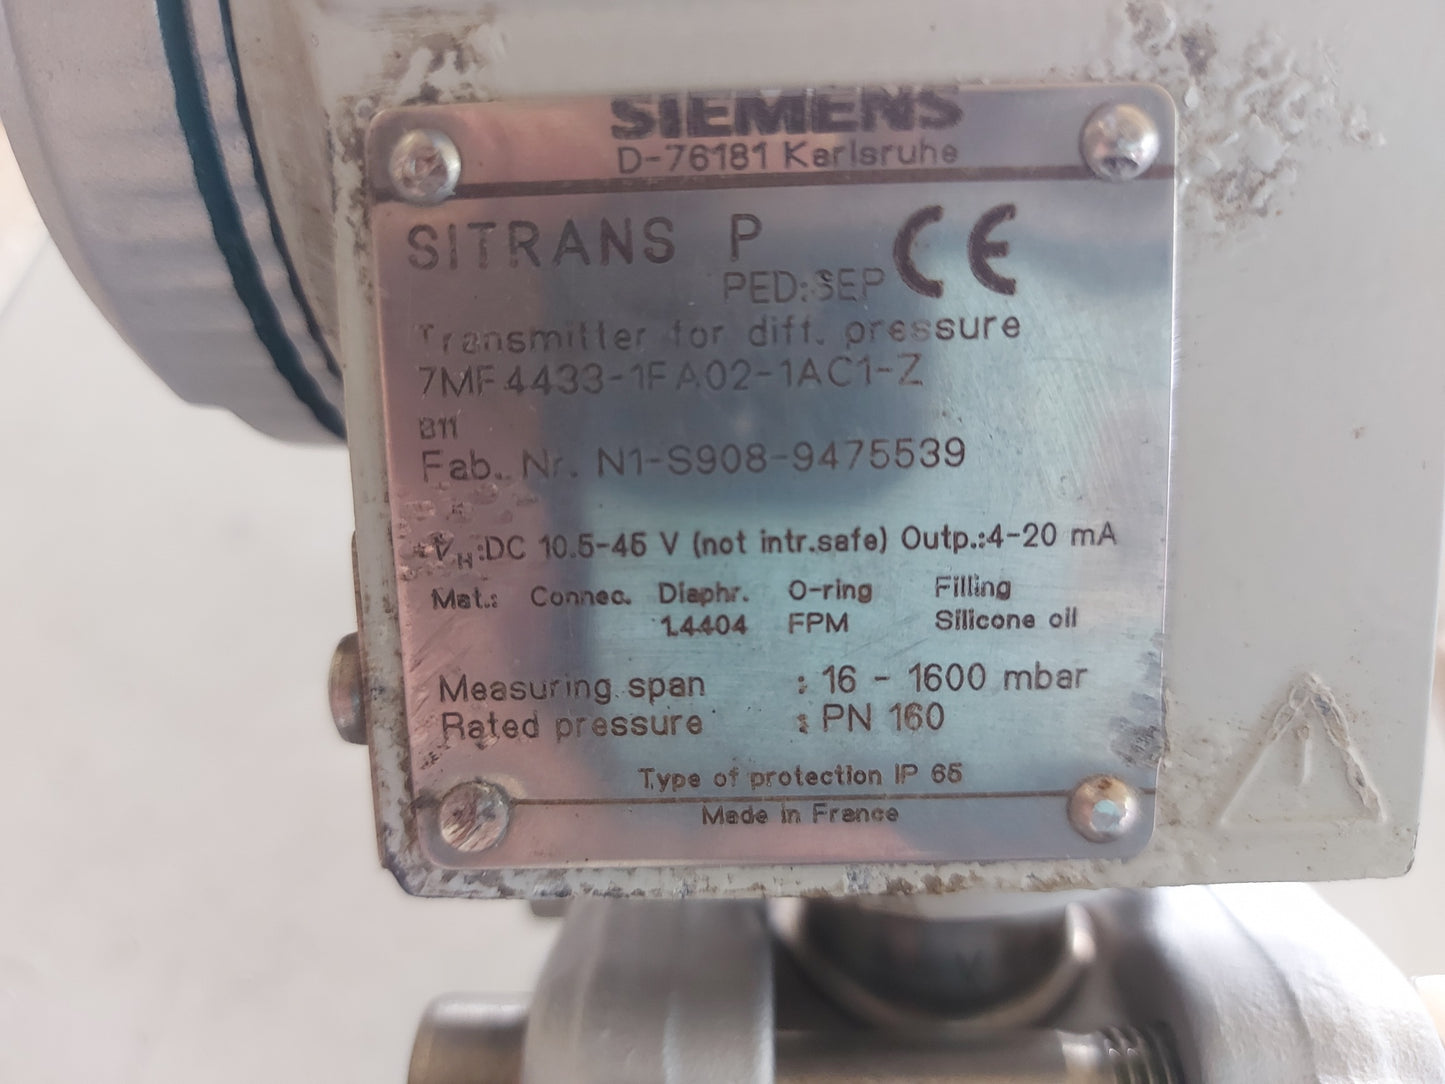 SIEMENS
D-76181 Karlsruhe
SITRANS P CE
PED:SEP
Transmitter for diff. pressure
7MF4433-1FA02-1AC1-Z
B11
Fab. Nr. N1-S908-9475539
VH:DC 10.5-45 V (not intr.safe) Outp.:4-20 mA
Mat.: Connec. Diaphr. O-ring Filling
1.4404 FPM Silicone oil
Measuring span : 16 - 1600 mbar
Rated pressure : PN 160
Type of protection IP 65
Made in France